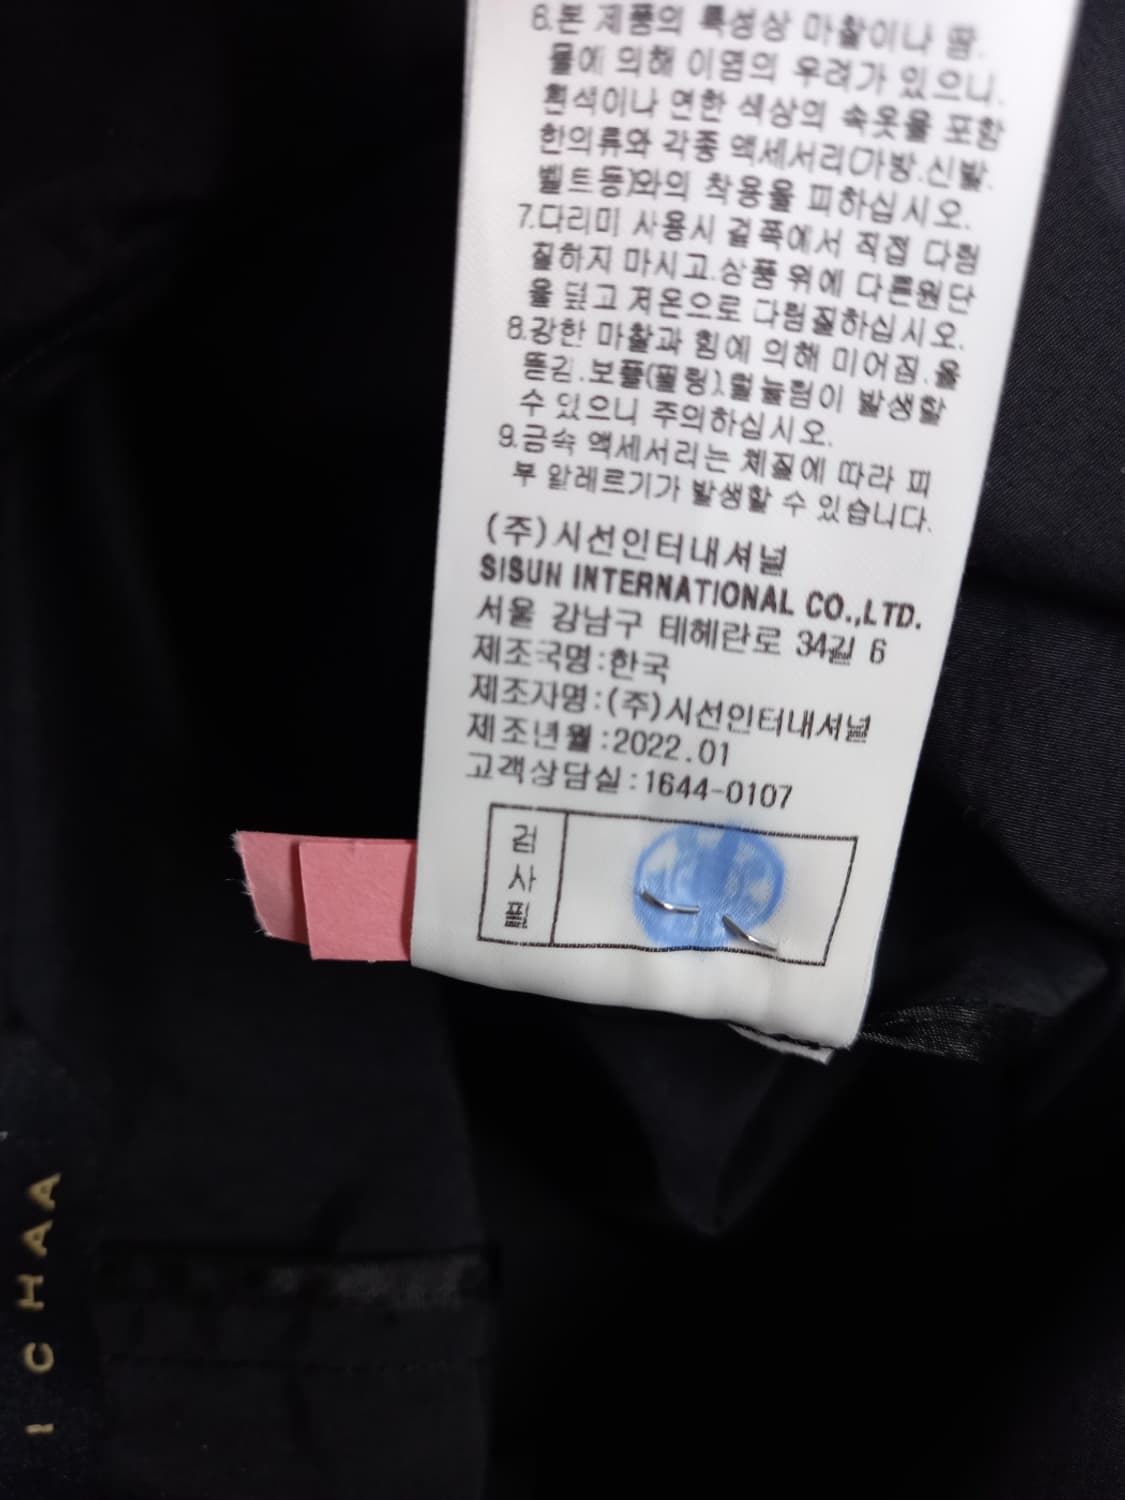 6.본 제품의 특성상 마찰이나 땀.
물에 의해 이염의 우려가 있으니.
흰색이나 연한 색상의 속옷을 포함
한의류와 각종 액세서리(가방.신발.
벨트등)와의 착용을 피하십시오.
7.다리미 사용시 겉쪽에서 직접 다림
질하지 마시고.상품 위에 다른원단
을 덮고 저온으로 다림질하십시오.
8.강한 마찰과 힘에 의해 미어짐.올
뜯김.보풀(필링).털눌림이 발생할
수 있으니 주의하십시오.
9.금속 액세서리는 체질에 따라 피
부 알레르기가 발생할 수 있습니다.
(주)시선인터내셔널
SISUN INTERNATIONAL CO.,LTD.
서울 강남구 테헤란로 34길 6
제조국명:한국
제조자명:(주)시선인터내셔널
제조년월:2022.01
고객상담실:1644-0107
검사필
I C H A A